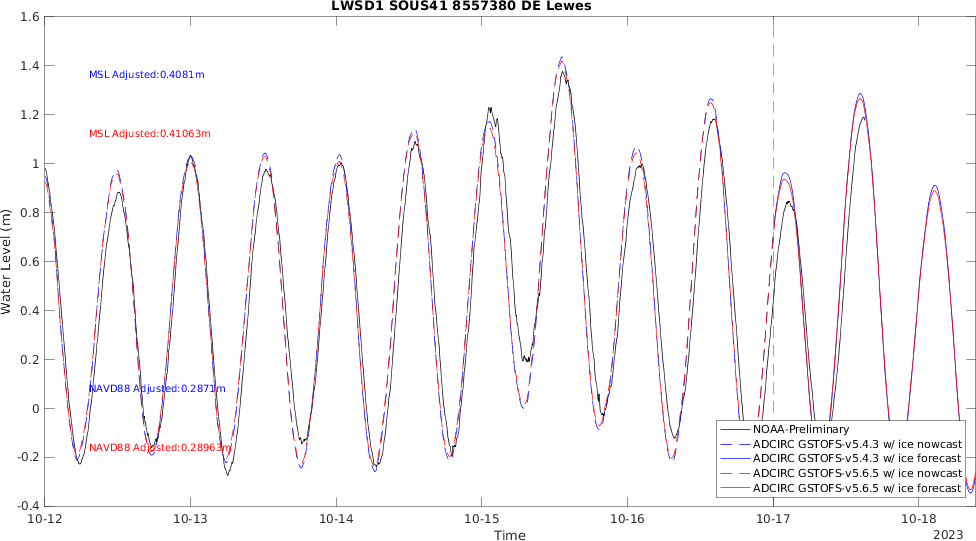 LWSD1 SOUS41 8557380 DE Lewes
1.6
1.4
1.2
1
0.8
0.6
0.4
0.2
0
-0.2
-0.4
Water Level (m)
MSL Adjusted:0.4081m
MSL Adjusted:0.41063m
NAVD88 Adjusted:0.2871m
NAVD88 Adjusted:0.28963m
NOAA-Preliminary
ADCIRC GSTOFS-v5.4.3 w/ ice nowcast
ADCIRC GSTOFS-v5.4.3 w/ ice forecast
ADCIRC GSTOFS-v5.6.5 w/ ice nowcast
ADCIRC GSTOFS-v5.6.5 w/ ice forecast
10-12 10-13 10-14 10-15 10-16 10-17 10-18
Time
2023